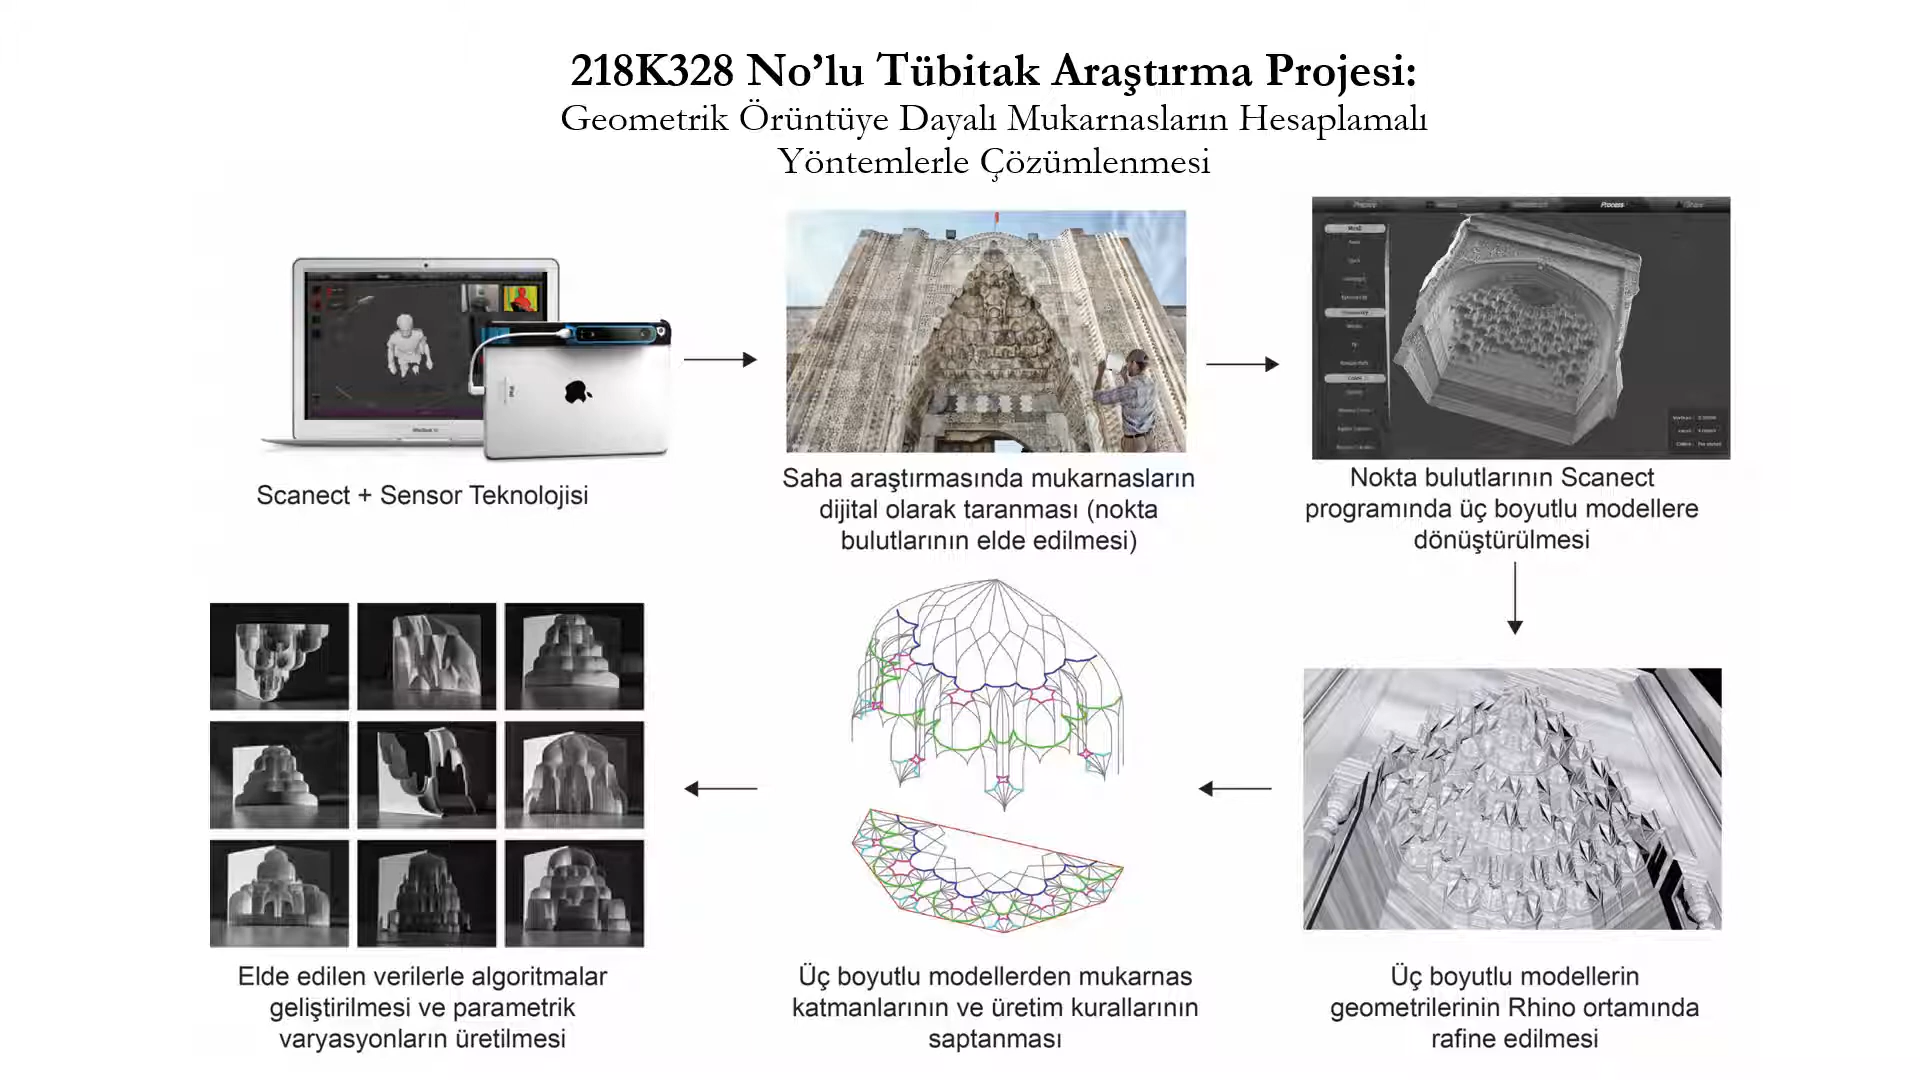 218K328 No’lu Tübitak Araştırma Projesi:
Geometrik Örüntüye Dayalı Mukarnasların Hesaplamalı
Yöntemlerle Çözümlenmesi
Scanect + Sensor Teknolojisi
Saha araştırmasında mukarnasların
dijital olarak taranması (nokta
bulutlarının elde edilmesi)
Process
Share
Nokta bulutlarının Scanect
programında üç boyutlu modellere
dönüştürülmesi
Üç boyutlu modellerin
geometrilerinin Rhino ortamında
rafine edilmesi
Üç boyutlu modellerden mukarnas
katmanlarının ve üretim kurallarının
saptanması
Elde edilen verilerle algoritmalar
geliştirilmesi ve parametrik
varyasyonların üretilmesi